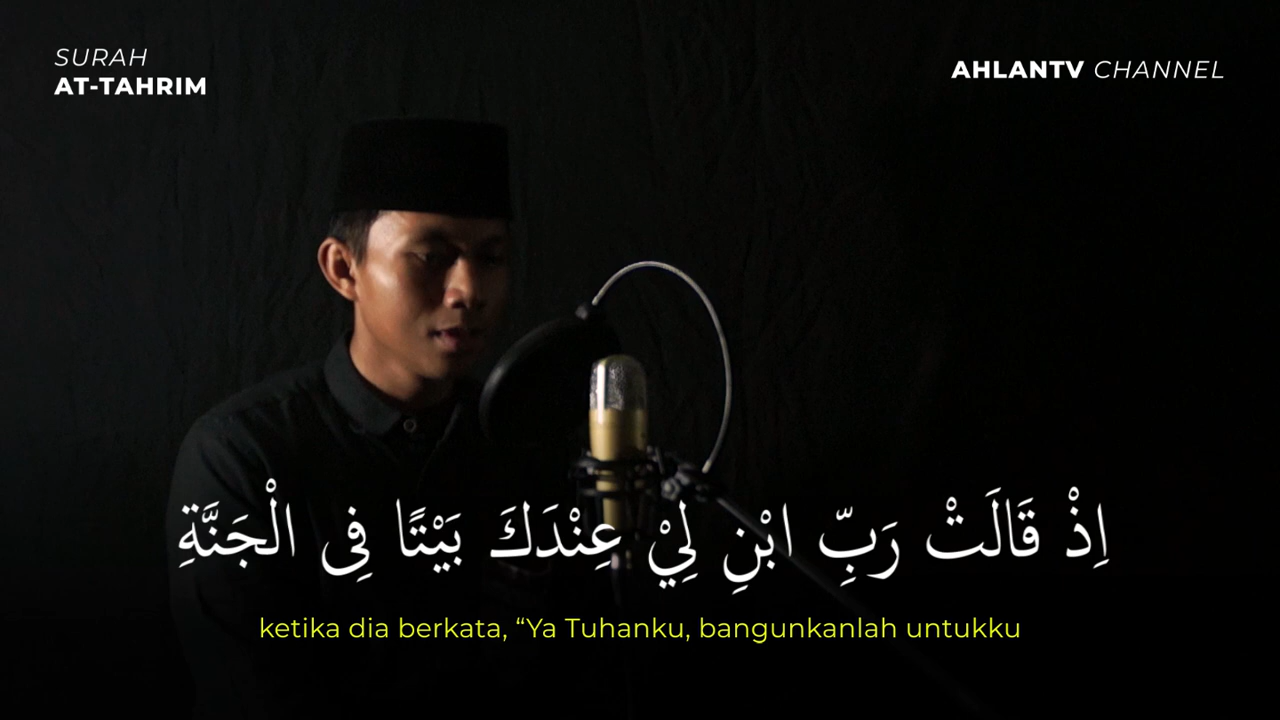 SURAH
AT-TAHRIM
AHLANTV CHANNEL
اِذْ قَالَتْ رَبِّ ابْنِ لِيْ عِنْدَكَ بَيْتًا فِى الْجَنَّةِ
ketika dia berkata, “Ya Tuhanku, bangunkanlah untukku